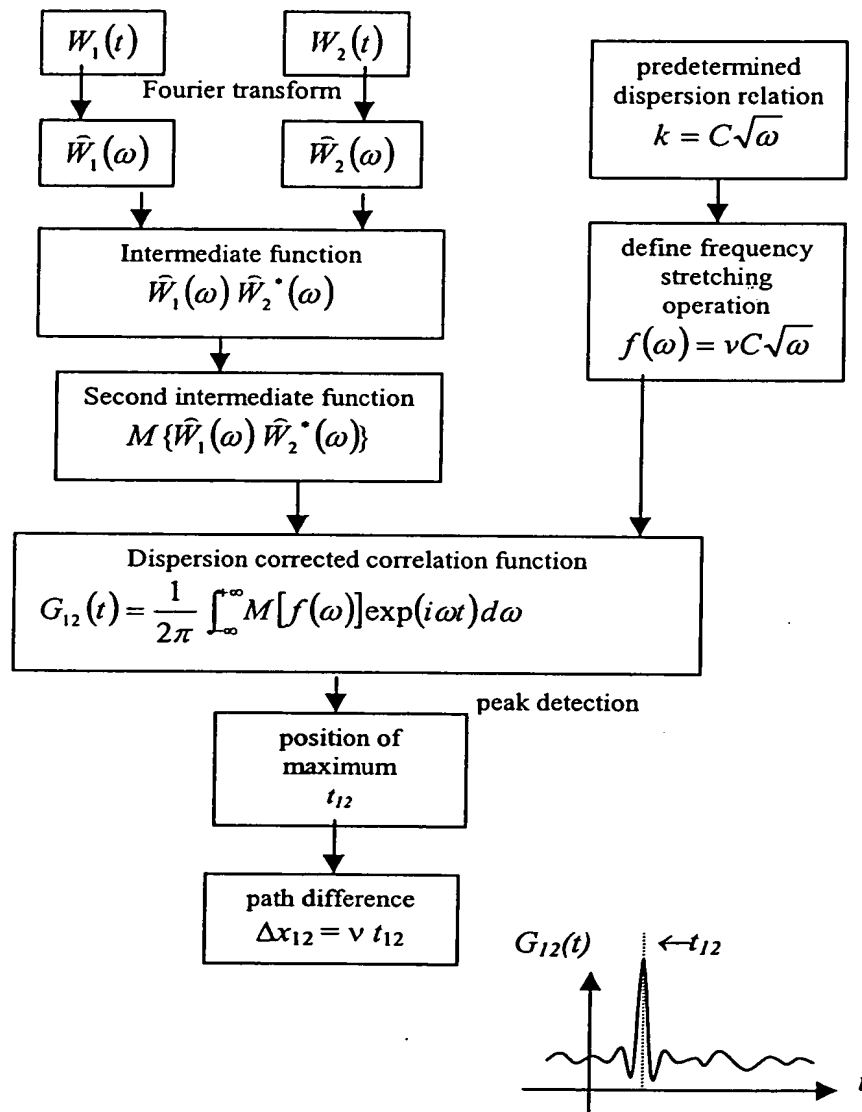 W₁(t)
W₂(t)
Fourier transform
Ŵ₁(ω)
Ŵ₂(ω)
Intermediate function
Ŵ₁(ω) Ŵ₂*(ω)
Second intermediate function
M{Ŵ₁(ω) Ŵ₂*(ω)}
predetermined
dispersion relation
k = C√ω
define frequency
stretching
operation
f(ω) = νC√ω
Dispersion corrected correlation function
G₁₂(t) = 1/2π ∫₋∞⁺∞ M[f(ω)]exp(iωt)dω
peak detection
position of
maximum
t₁₂
path difference
Δx₁₂ = ν t₁₂
G₁₂(t)
←t₁₂
t